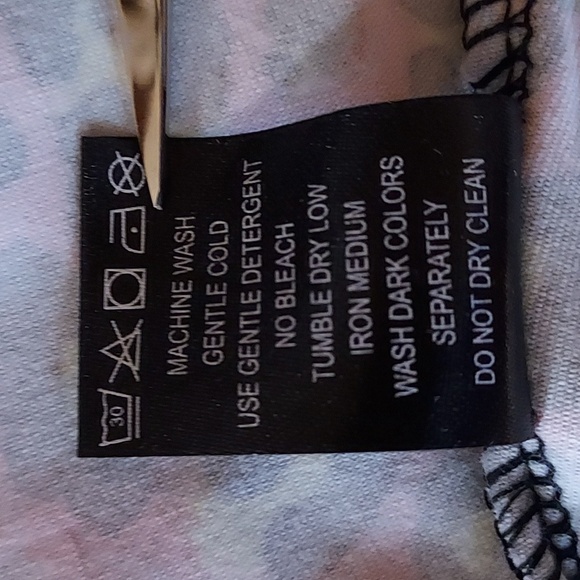 30
MACHINE WASH
GENTLE COLD
USE GENTLE DETERGENT
NO BLEACH
TUMBLE DRY LOW
IRON MEDIUM
WASH DARK COLORS
SEPARATELY
DO NOT DRY CLEAN